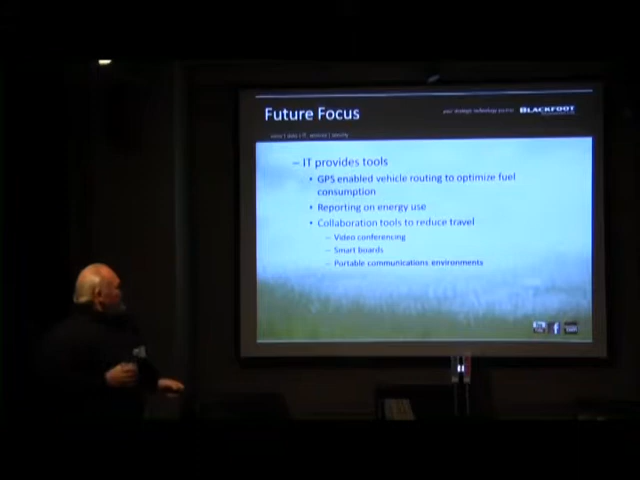 Future Focus
your strategic technology partner
BLACKFOOT
voice | data | IT services | security
– IT provides tools
• GPS enabled vehicle routing to optimize fuel
consumption
• Reporting on energy use
• Collaboration tools to reduce travel
– Video conferencing
– Smart boards
– Portable communications environments